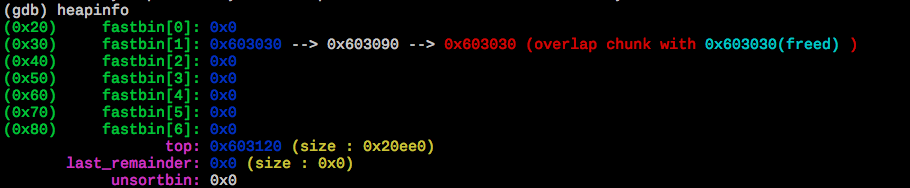 (gdb) heapinfo
(0x20) fastbin[0]: 0x0
(0x30) fastbin[1]: 0x603030 --> 0x603090 --> 0x603030 (overlap chunk with 0x603030(freed) )
(0x40) fastbin[2]: 0x0
(0x50) fastbin[3]: 0x0
(0x60) fastbin[4]: 0x0
(0x70) fastbin[5]: 0x0
(0x80) fastbin[6]: 0x0
top: 0x603120 (size : 0x20ee0)
last_remainder: 0x0 (size : 0x0)
unsortbin: 0x0